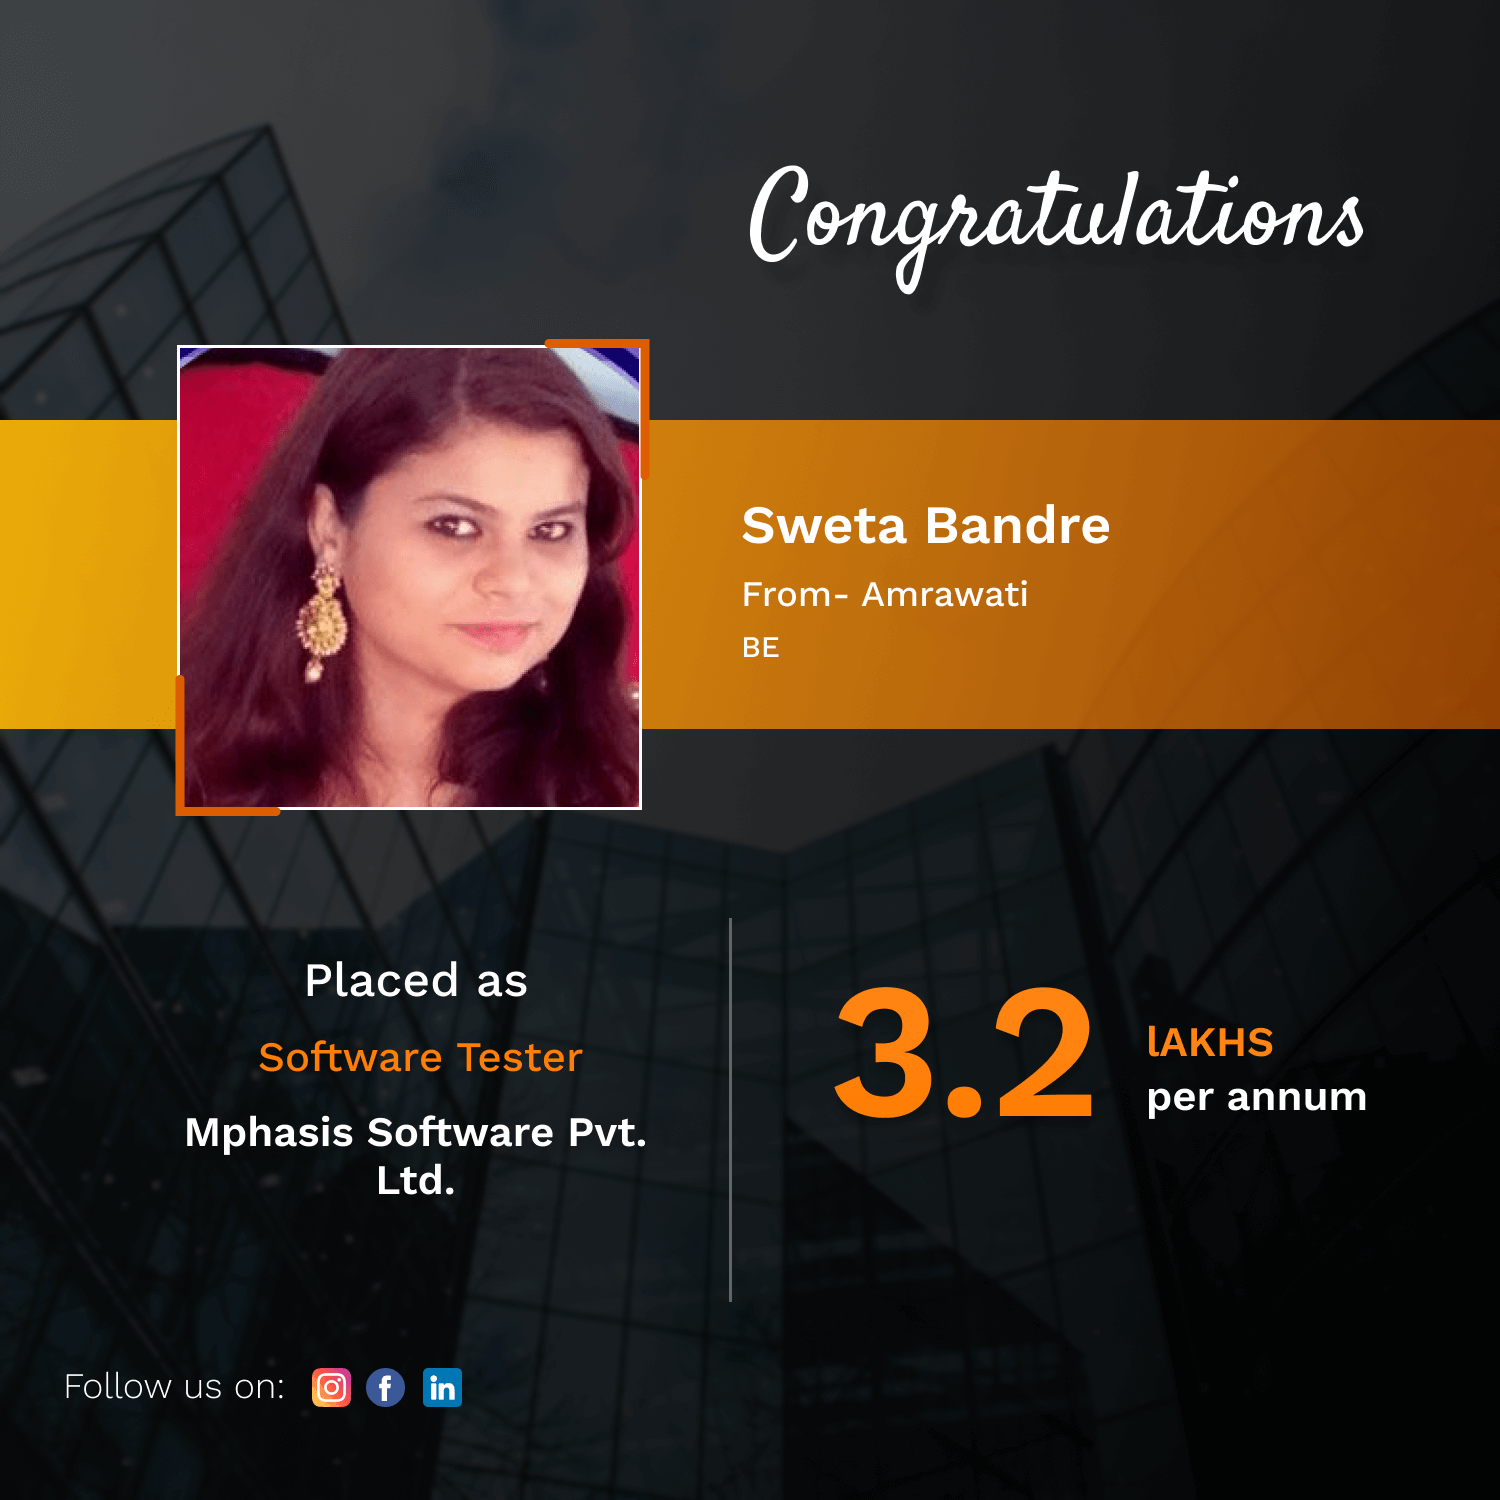 Congratulations
Sweta Bandre
From- Amrawati
BE
Placed as
Software Tester
Mphasis Software Pvt.
Ltd.
3.2
lAKHS
per annum
Follow us on: